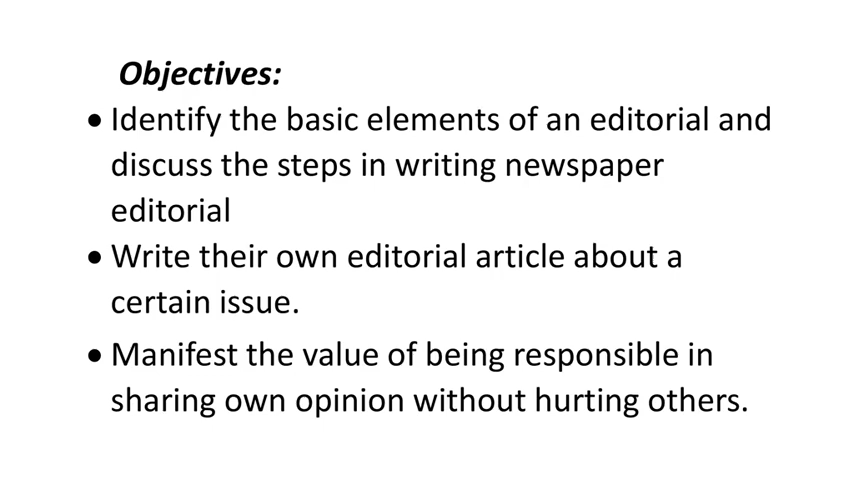 Objectives:
• Identify the basic elements of an editorial and
discuss the steps in writing newspaper
editorial
• Write their own editorial article about a
certain issue.
• Manifest the value of being responsible in
sharing own opinion without hurting others.